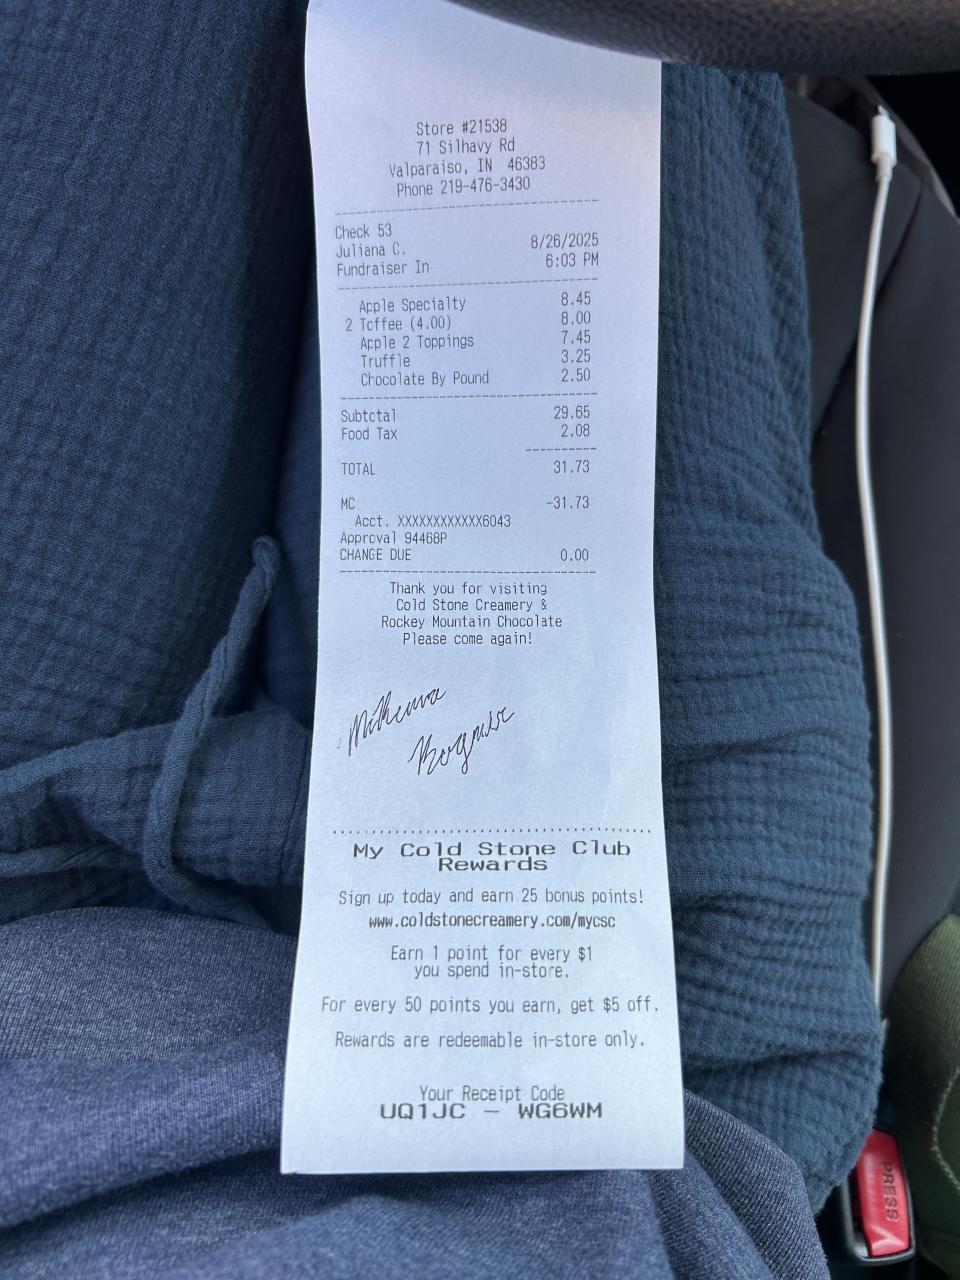 Store #21538
71 Silhavy Rd
Valparaiso, IN 46383
Phone 219-476-3430
Check 53
Juliana C. 8/26/2025
Fundraiser In 6:03 PM
Apple Specialty 8.45
2 Toffee (4.00) 8.00
Apple 2 Toppings 7.45
Truffle 3.25
Chocolate By Pound 2.50
Subtotal 29.65
Food Tax 2.08
TOTAL 31.73
MC -31.73
Acct. XXXXXXXXXXXX6043
Approval 94468P
CHANGE DUE 0.00
Thank you for visiting
Cold Stone Creamery &
Rockey Mountain Chocolate
Please come again!
My Cold Stone Club
Rewards
Sign up today and earn 25 bonus points!
www.coldstonecreamery.com/mycsc
Earn 1 point for every $1
you spend in-store.
For every 50 points you earn, get $5 off.
Rewards are redeemable in-store only.
Your Receipt Code
UQ1JC - WG6WM
PRESS